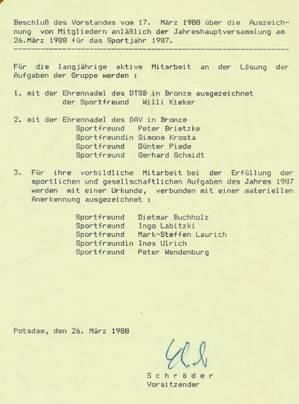 Beschluß des Vorstandes vom 17. März 1988 über die Auszeich-
nung von Mitgliedern anläßlich der Jahreshauptversammlung am
26.März 1988 für das Sportjahr 1987.
Für die langjährige aktive Mitarbeit an der Lösung der
Aufgaben der Gruppe werden :
1. mit der Ehrennadel des DTSB in Bronze ausgezeichnet
der Sportfreund Willi Kieker
2. mit der Ehrennadel des DAV in Bronze
Sportfreund Peter Brietzke
Sportfreundin Simone Krosta
Sportfreund Günter Piede
Sportfreund Gerhard Schmidt
3. Für ihre vorbildliche Mitarbeit bei der Erfüllung der
sportlichen und gesellschaftlichen Aufgaben des Jahres 1987
werden mit einer Urkunde, verbunden mit einer materiellen
Anerkennung ausgezeichnet :
Sportfreund Dietmar Buchholz
Sportfreund Ingo Labitzki
Sportfreund Mark-Steffen Laurich
Sportfreundin Ines Ulrich
Sportfreund Peter Wendenburg
Potsdam, den 26. März 1988
Schröder
Vorsitzender